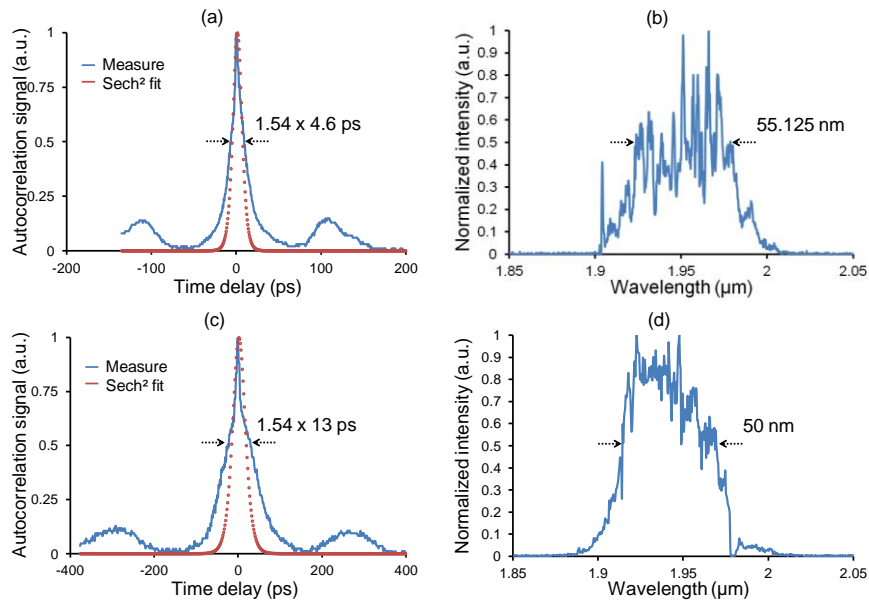 (a)
Autocorrelation signal (a.u.)
1
0.75
0.5
0.25
0
Measure
Sech² fit
1.54 x 4.6 ps
-200 -100 0 100 200
Time delay (ps)
(b)
Normalized intensity (a.u.)
1
0.9
0.8
0.7
0.6
0.5
0.4
0.3
0.2
0.1
0
55.125 nm
1.85 1.9 1.95 2 2.05
Wavelength (µm)
(c)
Autocorrelation signal (a.u.)
1
0.75
0.5
0.25
0
Measure
Sech² fit
1.54 x 13 ps
-400 -200 0 200 400
Time delay (ps)
(d)
Normalized intensity (a.u.)
1
0.9
0.8
0.7
0.6
0.5
0.4
0.3
0.2
0.1
0
50 nm
1.85 1.9 1.95 2 2.05
Wavelength (µm)